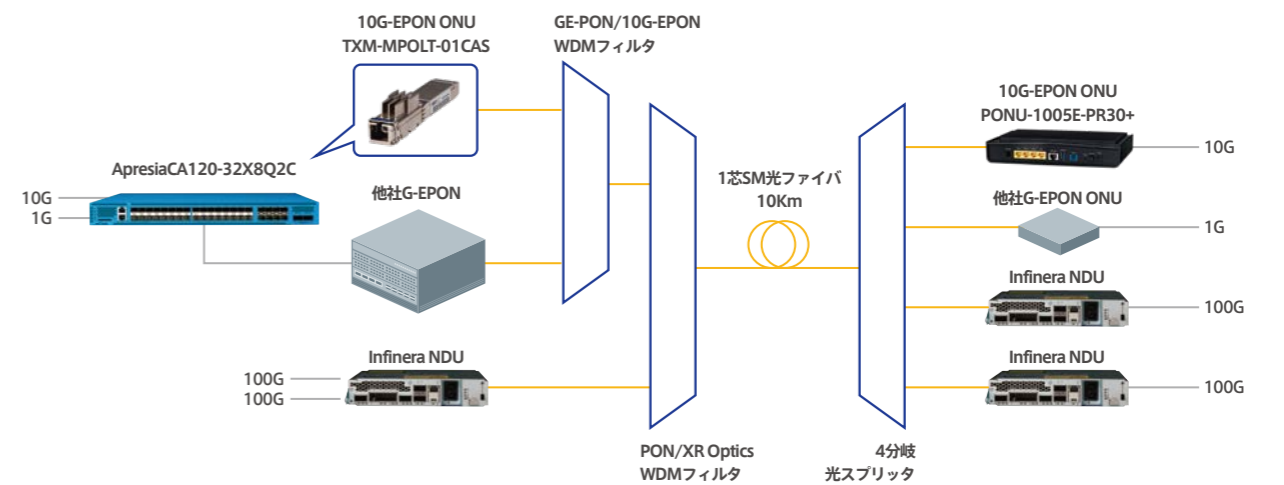 10G-EPON ONU
TXM-MPOLT-01CAS
GE-PON/10G-EPON
WDMフィルタ
ApresiaCA120-32X8Q2C
10G
1G
他社G-EPON
Infinera NDU
100G
100G
PON/XR Optics
WDMフィルタ
1芯SM光ファイバ
10Km
4分岐
光スプリッタ
10G-EPON ONU
PONU-1005E-PR30+
10G
他社G-EPON ONU
1G
Infinera NDU
100G
Infinera NDU
100G